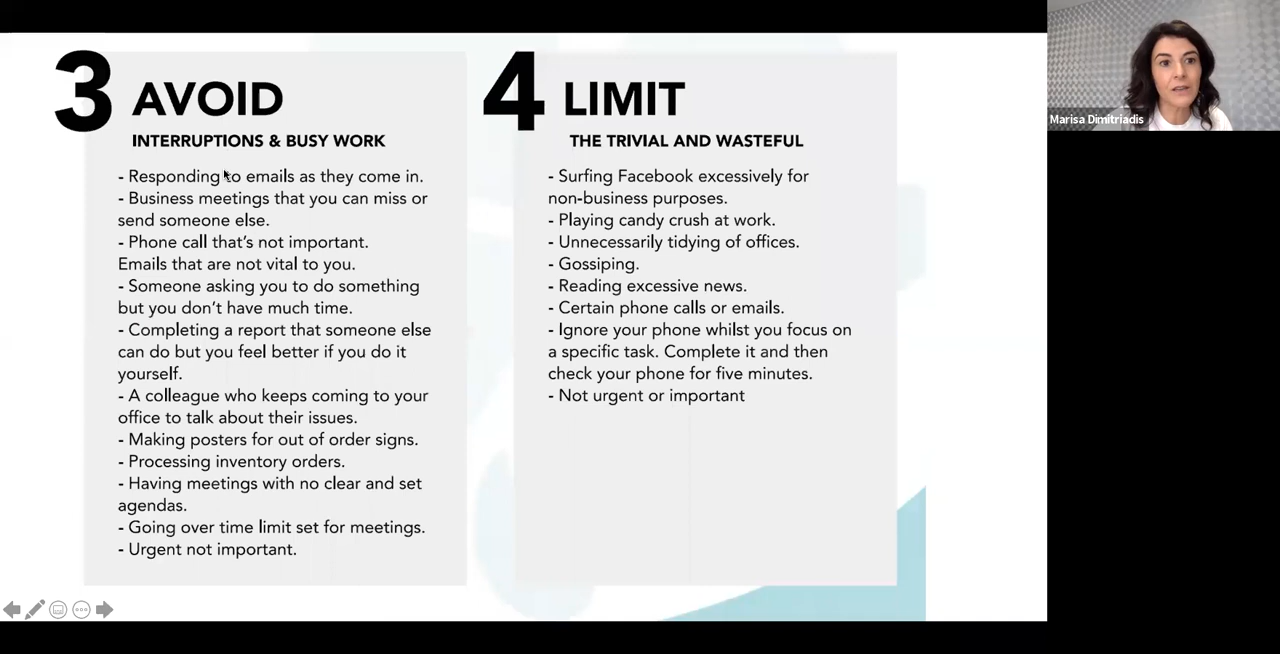 3 AVOID
INTERRUPTIONS & BUSY WORK
- Responding to emails as they come in.
- Business meetings that you can miss or
send someone else.
- Phone call that’s not important.
Emails that are not vital to you.
- Someone asking you to do something
but you don’t have much time.
- Completing a report that someone else
can do but you feel better if you do it
yourself.
- A colleague who keeps coming to your
office to talk about their issues.
- Making posters for out of order signs.
- Processing inventory orders.
- Having meetings with no clear and set
agendas.
- Going over time limit set for meetings.
- Urgent not important.
4 LIMIT
THE TRIVIAL AND WASTEFUL
- Surfing Facebook excessively for
non-business purposes.
- Playing candy crush at work.
- Unnecessarily tidying of offices.
- Gossiping.
- Reading excessive news.
- Certain phone calls or emails.
- Ignore your phone whilst you focus on
a specific task. Complete it and then
check your phone for five minutes.
- Not urgent or important
Marisa Dimitriadis